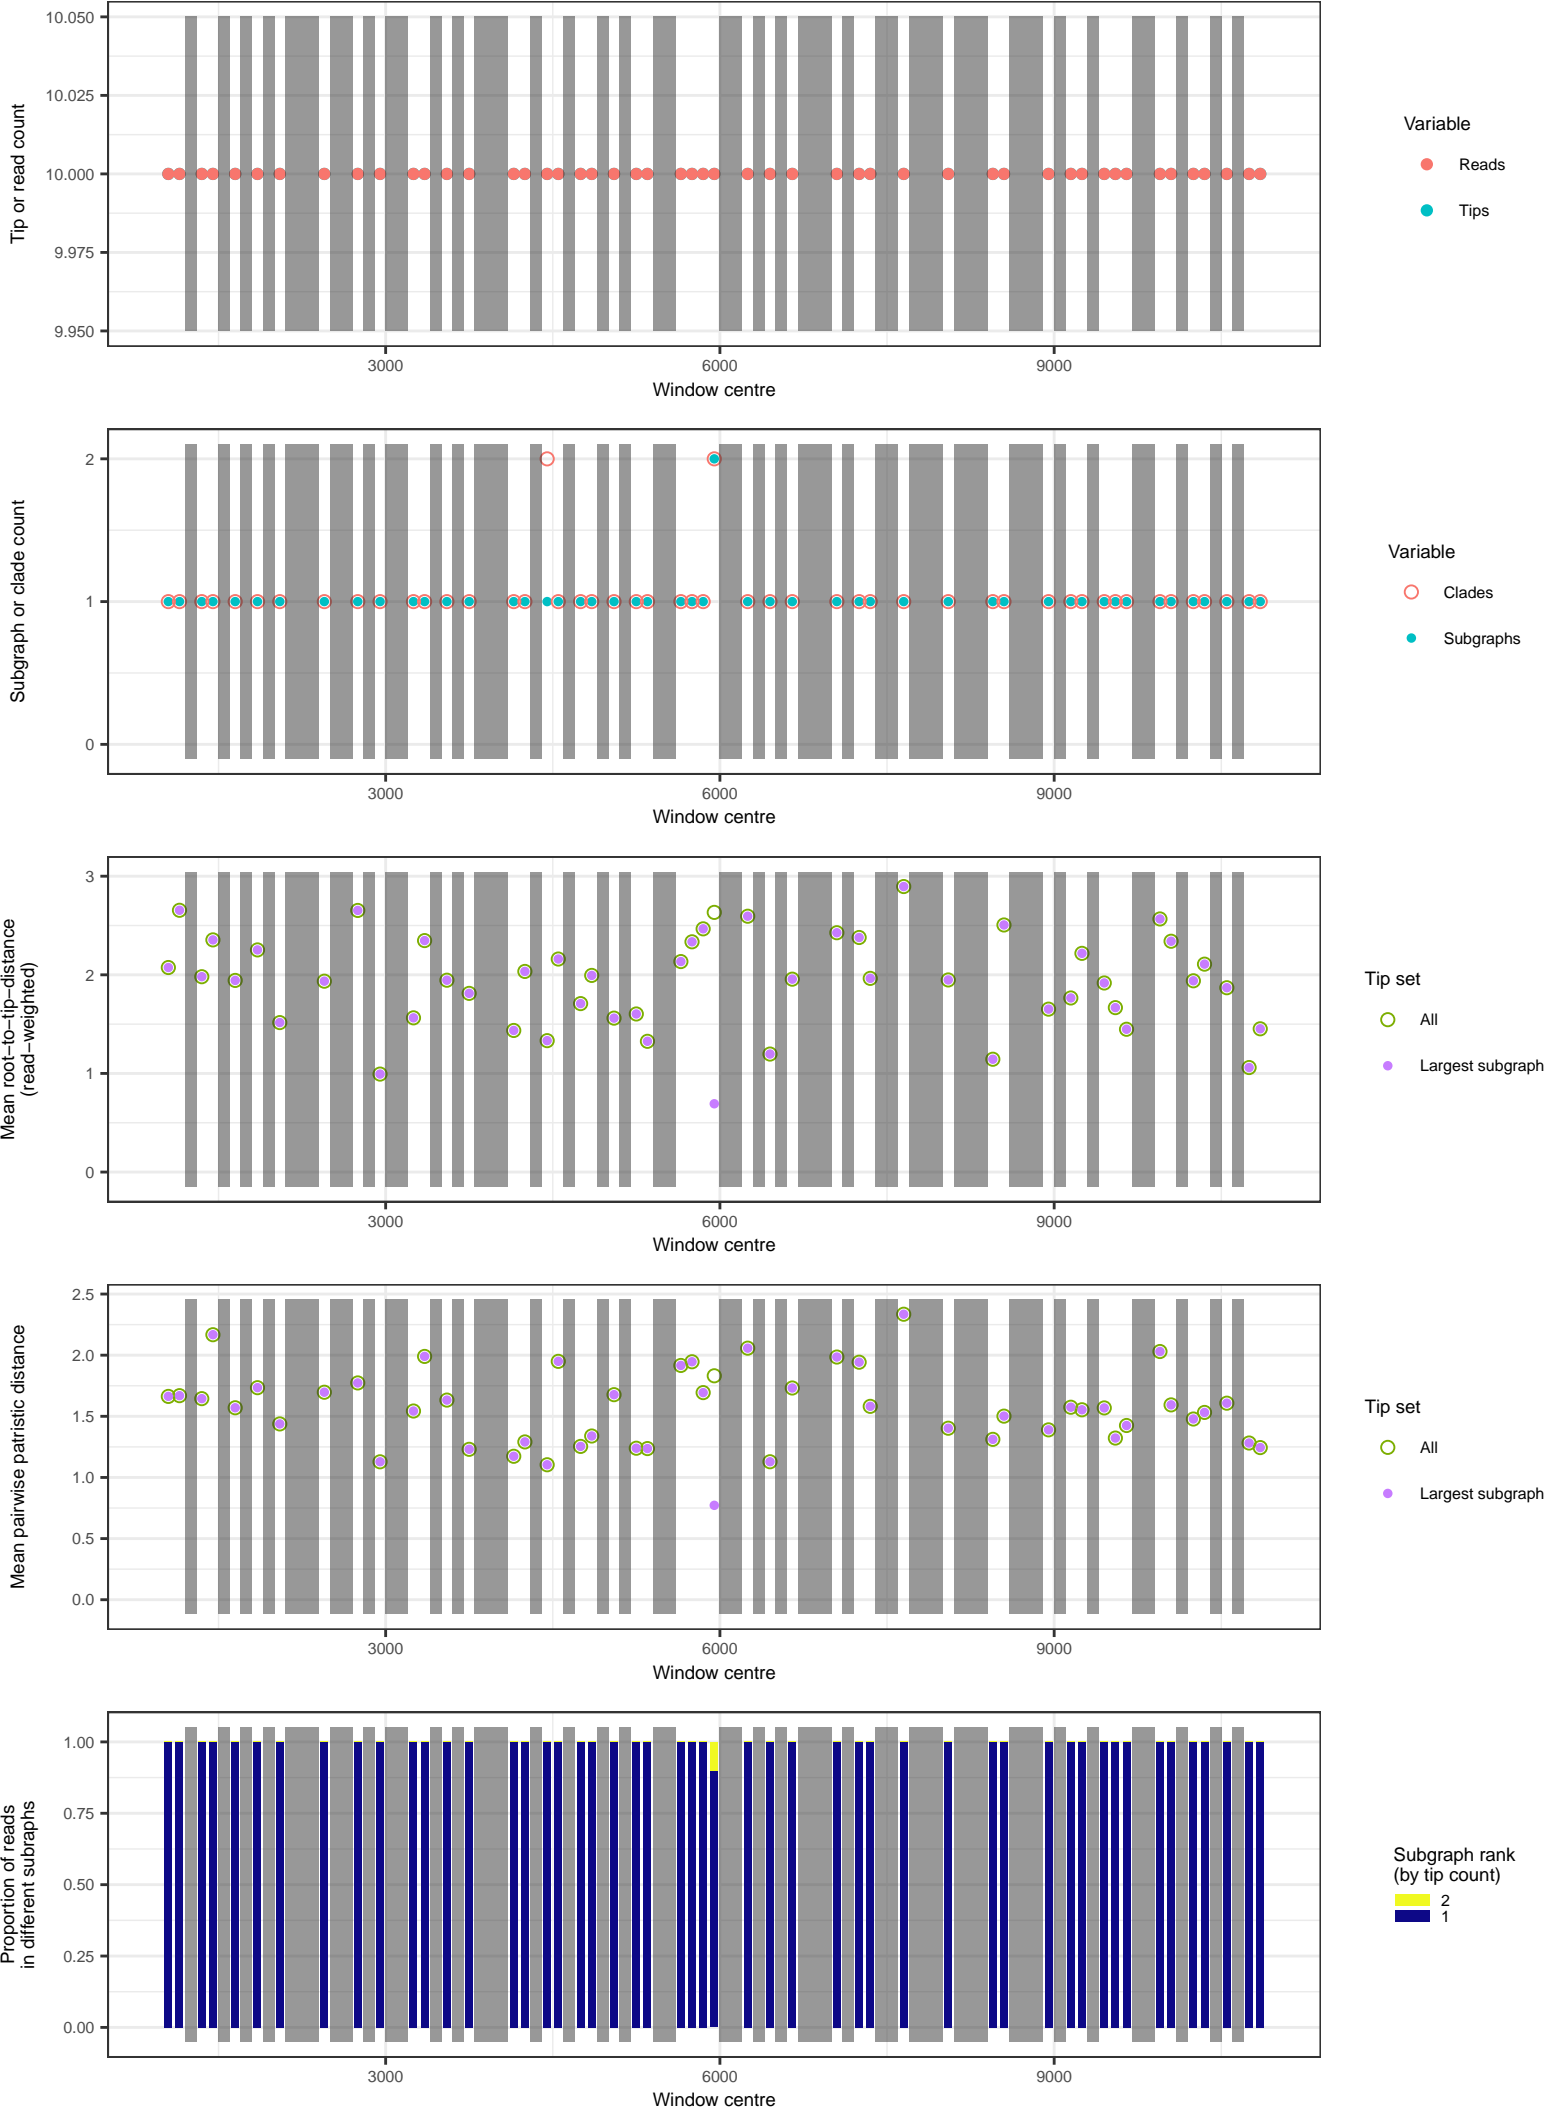 10.050
10.025
10.000
9.975
9.950
Tip or read count
3000
6000
9000
Window centre
Variable
Reads
Tips
2
1
0
Subgraph or clade count
3000
6000
9000
Window centre
Variable
Clades
Subgraphs
3
2
1
0
Mean root−to−tip−distance
(read−weighted)
3000
6000
9000
Window centre
Tip set
All
Largest subgraph
2.5
2.0
1.5
1.0
0.5
0.0
Mean pairwise patristic distance
3000
6000
9000
Window centre
Tip set
All
Largest subgraph
1.00
0.75
0.50
0.25
0.00
Proportion of reads
in different subraphs
3000
6000
9000
Window centre
Subgraph rank
(by tip count)
2
1